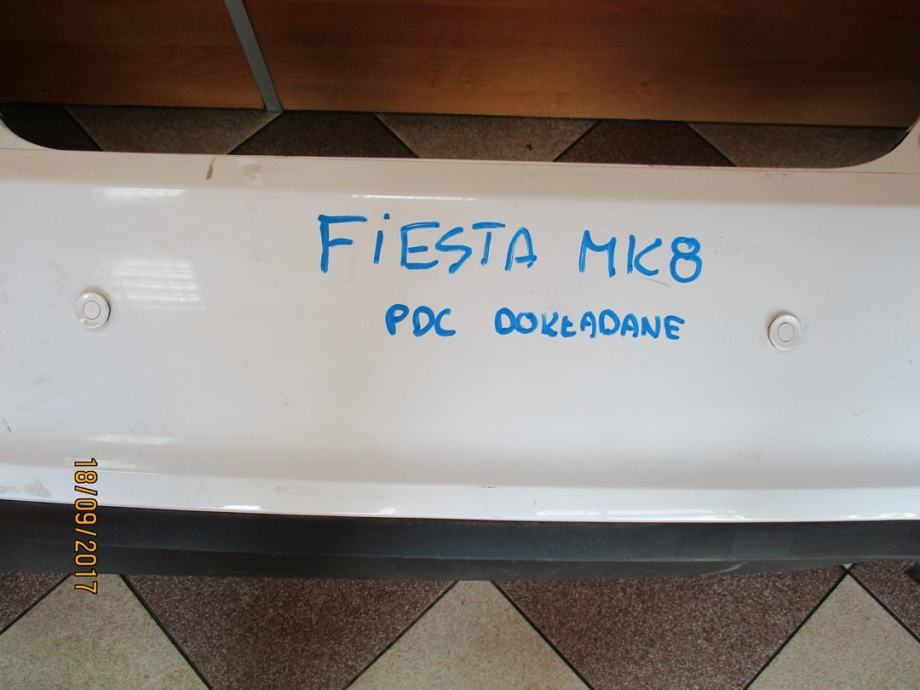 FiESTA MK8
PDC DOKŁADANE
18/09/2017